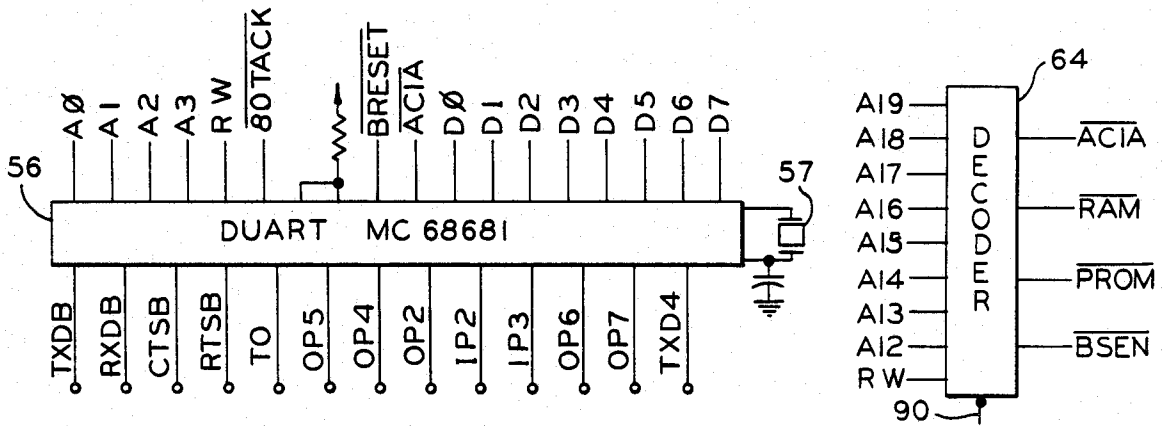 AØ
A1
A2
A3
RW
80TACK
BRESET
ACIA
DØ
D1
D2
D3
D4
D5
D6
D7
56
57
DUART MC 68681
TXDB
RXDB
CTSB
RTSB
TO
OP5
OP4
OP2
IP2
IP3
OP6
OP7
TXD4
64
A19
A18
A17
A16
A15
A14
A13
A12
RW
DECODER
ACIA
RAM
PROM
BSEN
90